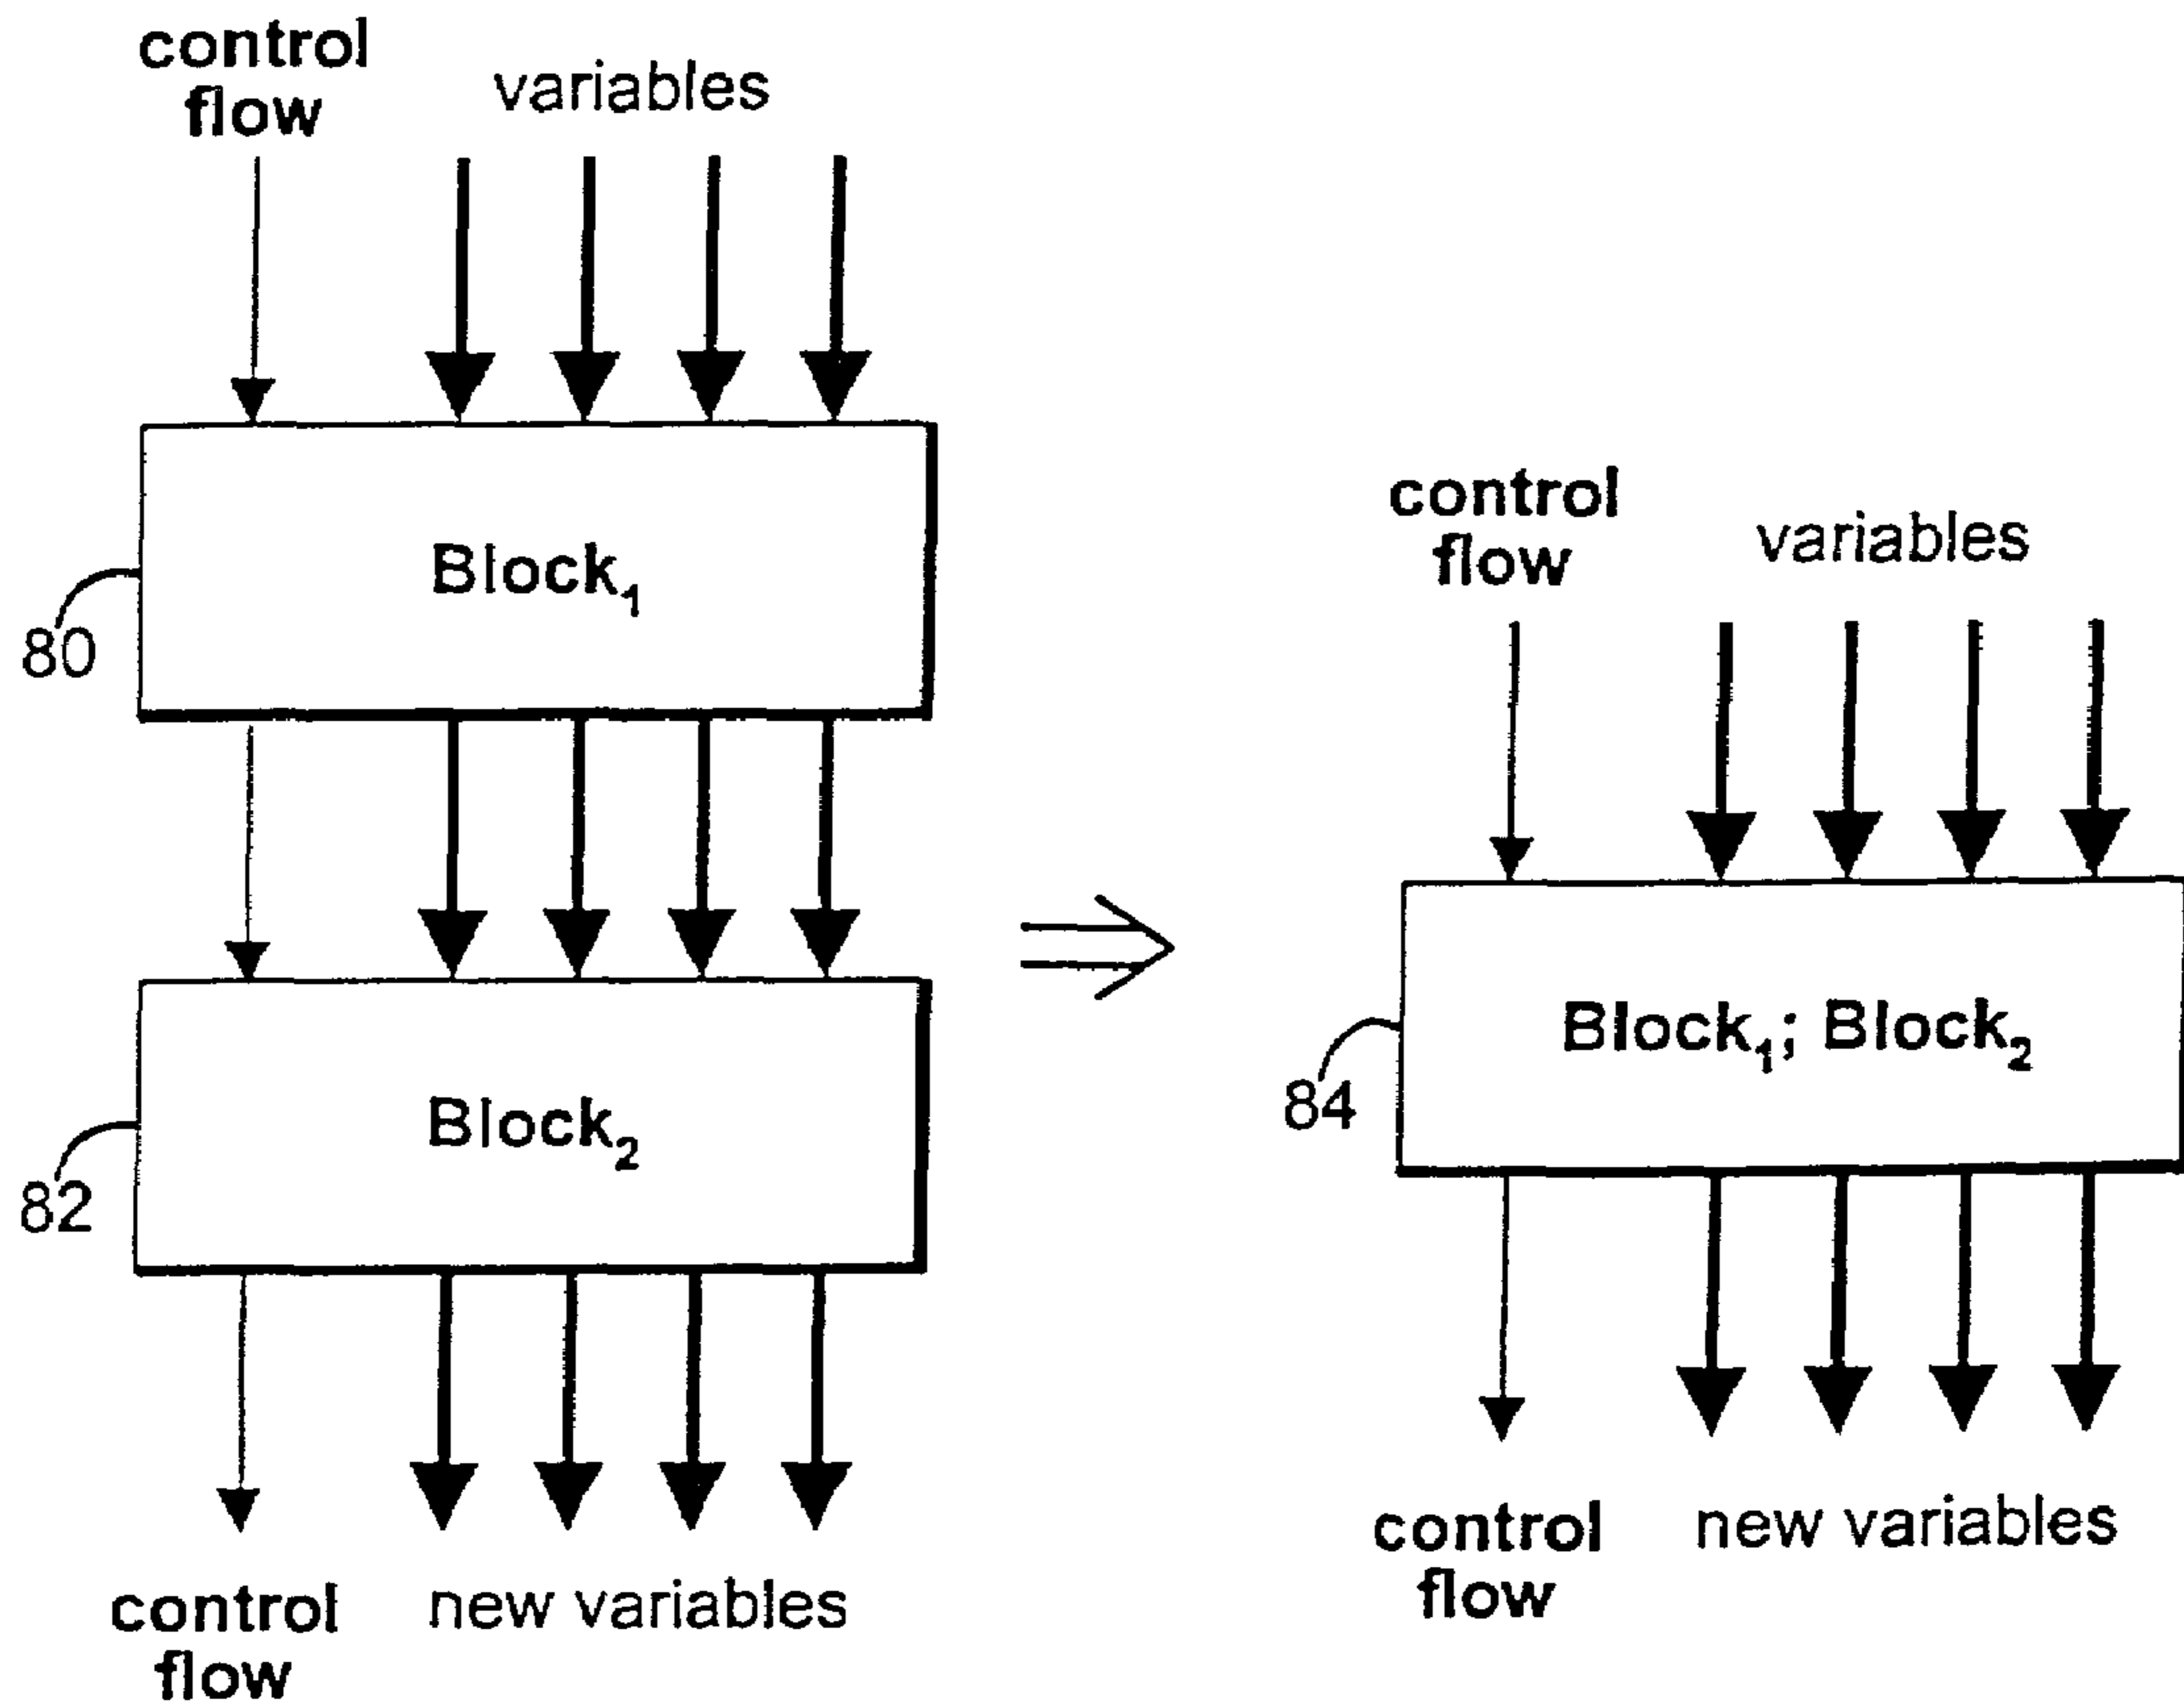 control
flow
variables
Block₁
80
Block₂
82
control
flow
new variables
control
flow
variables
Block₁; Block₂
84
control
flow
new variables